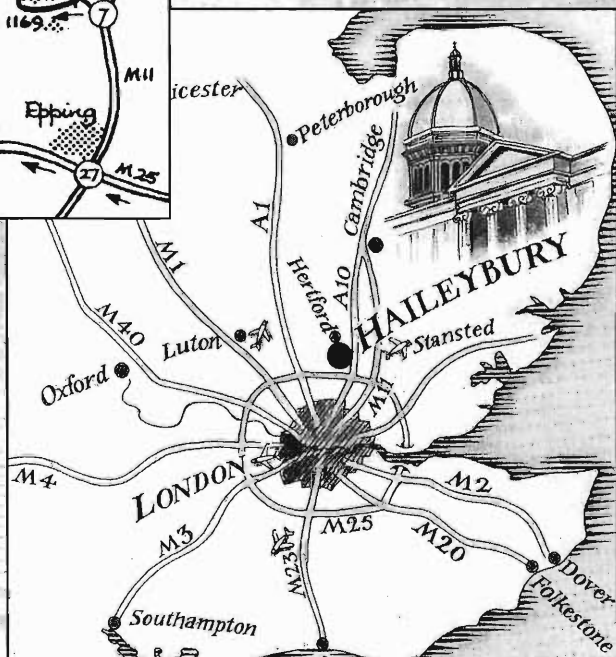 1169
7
M11
Epping
27
M25
icester
Peterborough
Cambridge
A1
M1
A10
Hertford
HAILEYBURY
M40
Luton
Stansted
Oxford
M11
M4
LONDON
M2
M3
M25
M20
M23
Dover
Folkestone
Southampton